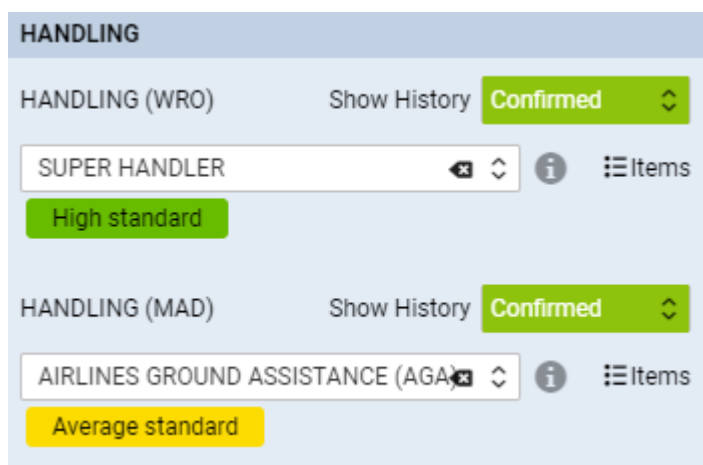 HANDLING
HANDLING (WRO) Show History Confirmed
SUPER HANDLER Items
High standard
HANDLING (MAD) Show History Confirmed
AIRLINES GROUND ASSISTANCE (AGA) Items
Average standard